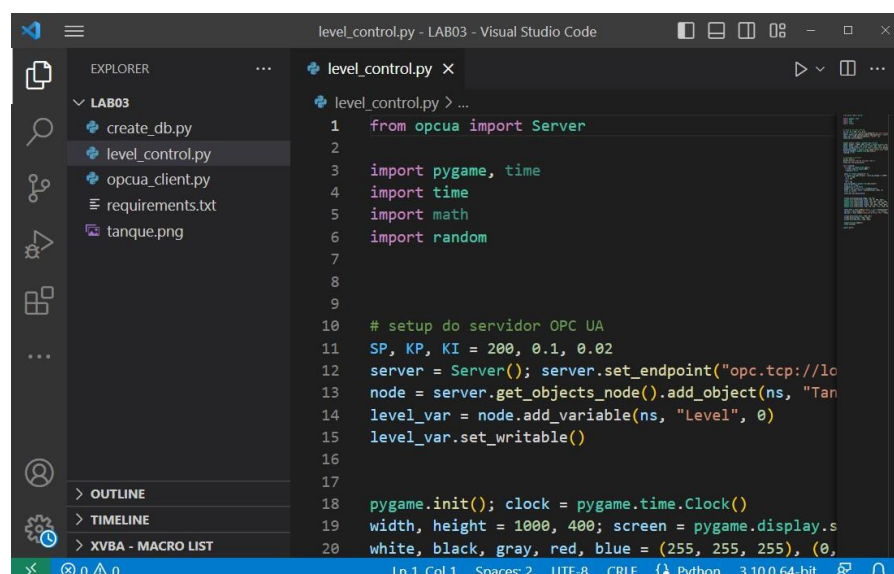 level_control.py - LAB03 - Visual Studio Code
EXPLORER
LAB03
create_db.py
level_control.py
opcua_client.py
requirements.txt
tanque.png
OUTLINE
TIMELINE
XVBA - MACRO LIST
level_control.py
level_control.py > ...
1 from opcua import Server
2
3 import pygame, time
4 import time
5 import math
6 import random
7
8
9
10 # setup do servidor OPC UA
11 SP, KP, KI = 200, 0.1, 0.02
12 server = Server(); server.set_endpoint("opc.tcp://lo
13 node = server.get_objects_node().add_object(ns, "Tan
14 level_var = node.add_variable(ns, "Level", 0)
15 level_var.set_writable()
16
17
18 pygame.init(); clock = pygame.time.Clock()
19 width, height = 1000, 400; screen = pygame.display.s
20 white, black, gray, red, blue = (255, 255, 255), (0,
0 0 Ln 1, Col 1 Spaces: 2 UTF-8 CRLF Python 3.10.0 64-bit